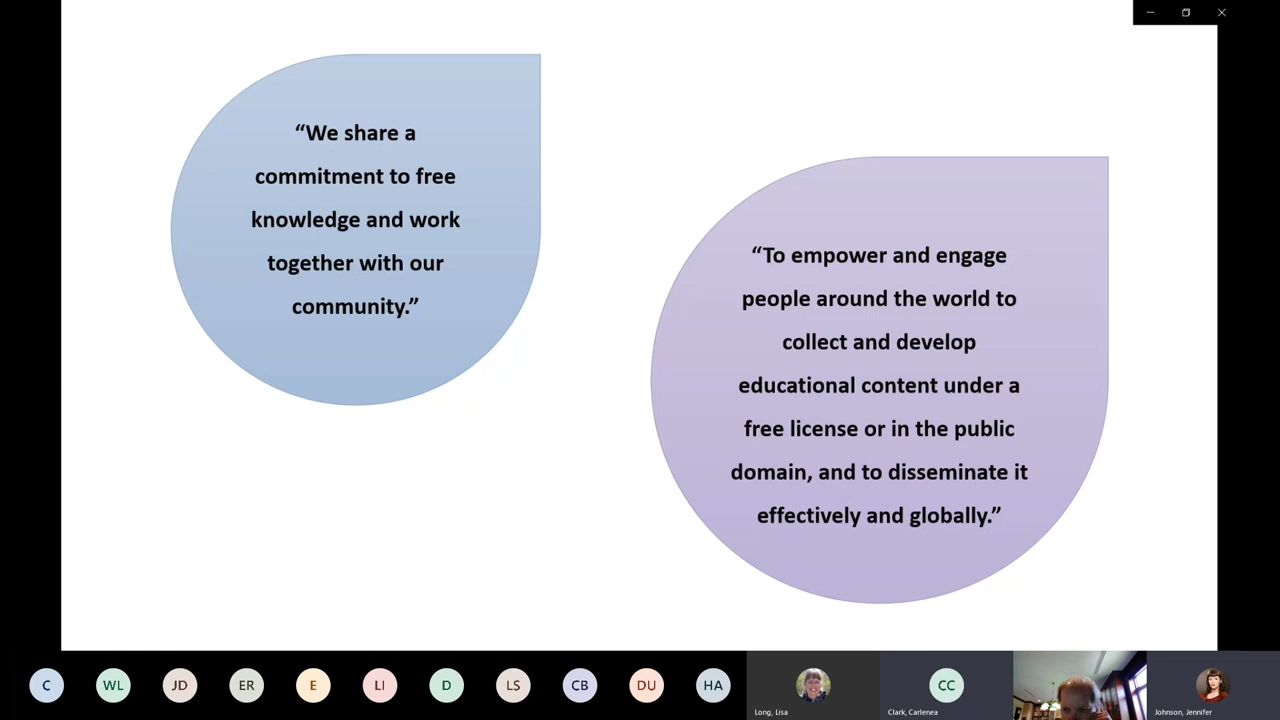 “We share a
commitment to free
knowledge and work
together with our
community.”
“To empower and engage
people around the world to
collect and develop
educational content under a
free license or in the public
domain, and to disseminate it
effectively and globally.”
C
WL
JD
ER
E
LI
D
LS
CB
DU
HA
Long, Lisa
CC
Clark, Carlenea
Johnson, Jennifer